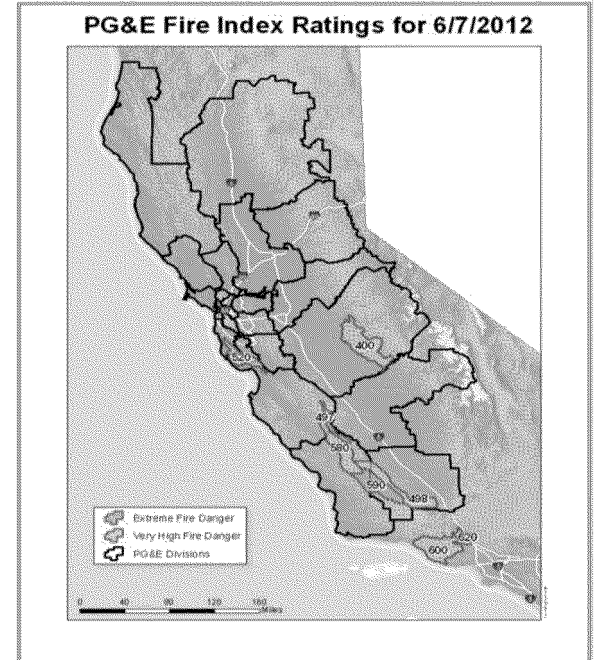 PG&E Fire Index Ratings for 6/7/2012
400
520
497
580
590
498
620
600
Extreme Fire Danger
Very High Fire Danger
PG&E Divisions
0 40 80 120 160
Miles